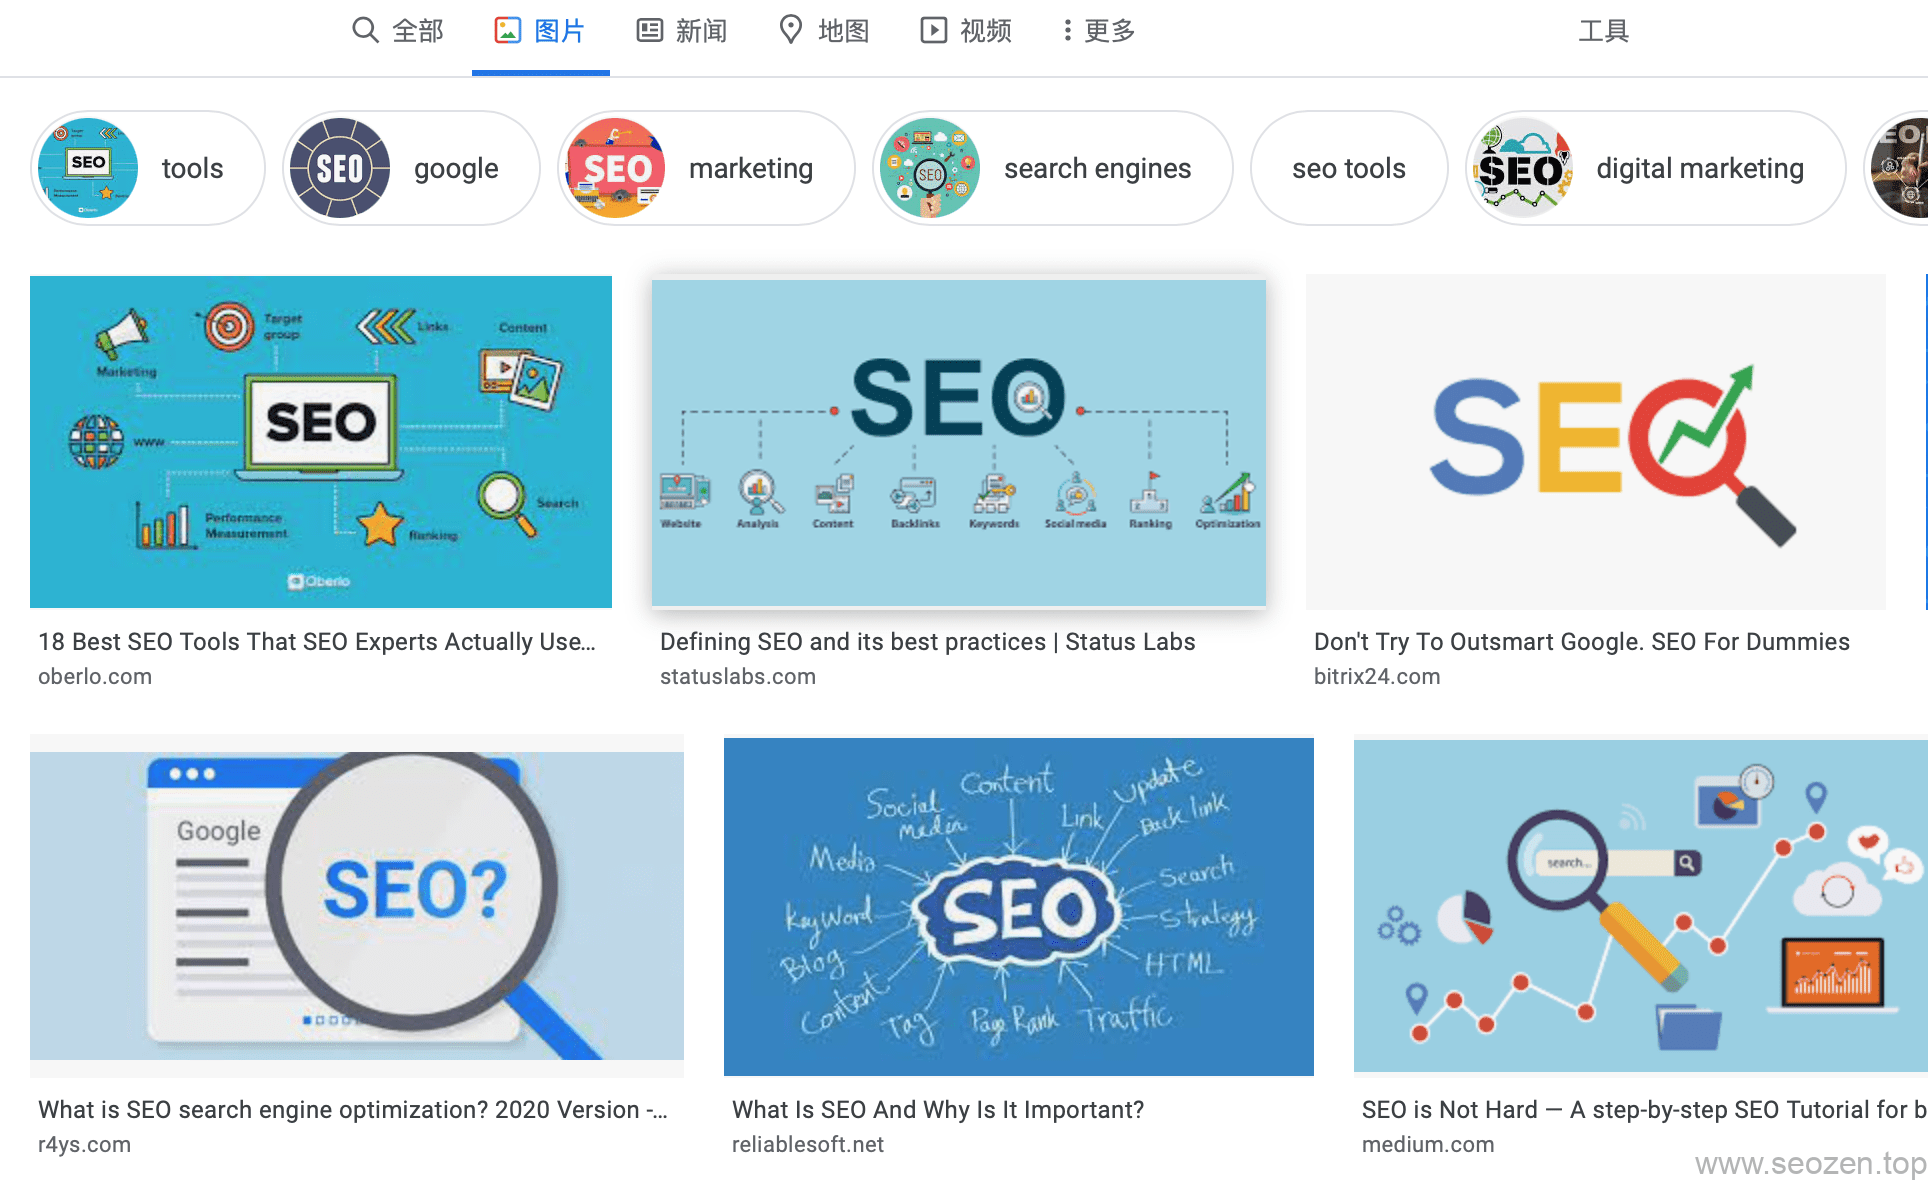 全部 图片 新闻 地图 视频 更多 工具
SEO tools
SEO google
SEO marketing
SEO search engines
seo tools
SEO digital marketing
EO
Marketing
Target
group
Links
Content
www
SEO
Performance
Measurement
Ranking
Search
Oberlo
18 Best SEO Tools That SEO Experts Actually Use...
oberlo.com
SEO
Website Analysis Content Backlinks Keywords Social media Ranking Optimization
Defining SEO and its best practices | Status Labs
statuslabs.com
SEO
Don't Try To Outsmart Google. SEO For Dummies
bitrix24.com
Google
SEO?
What is SEO search engine optimization? 2020 Version -...
r4ys.com
Content
Social
media
Link
Update
Back link
Media
Search
KeyWord
Strategy
SEO
Blog
HTML
Content
Tag
Page Rank
Traffic
What Is SEO And Why Is It Important?
reliablesoft.net
search...
SEO is Not Hard — A step-by-step SEO Tutorial for b
medium.com
www.seozen.top